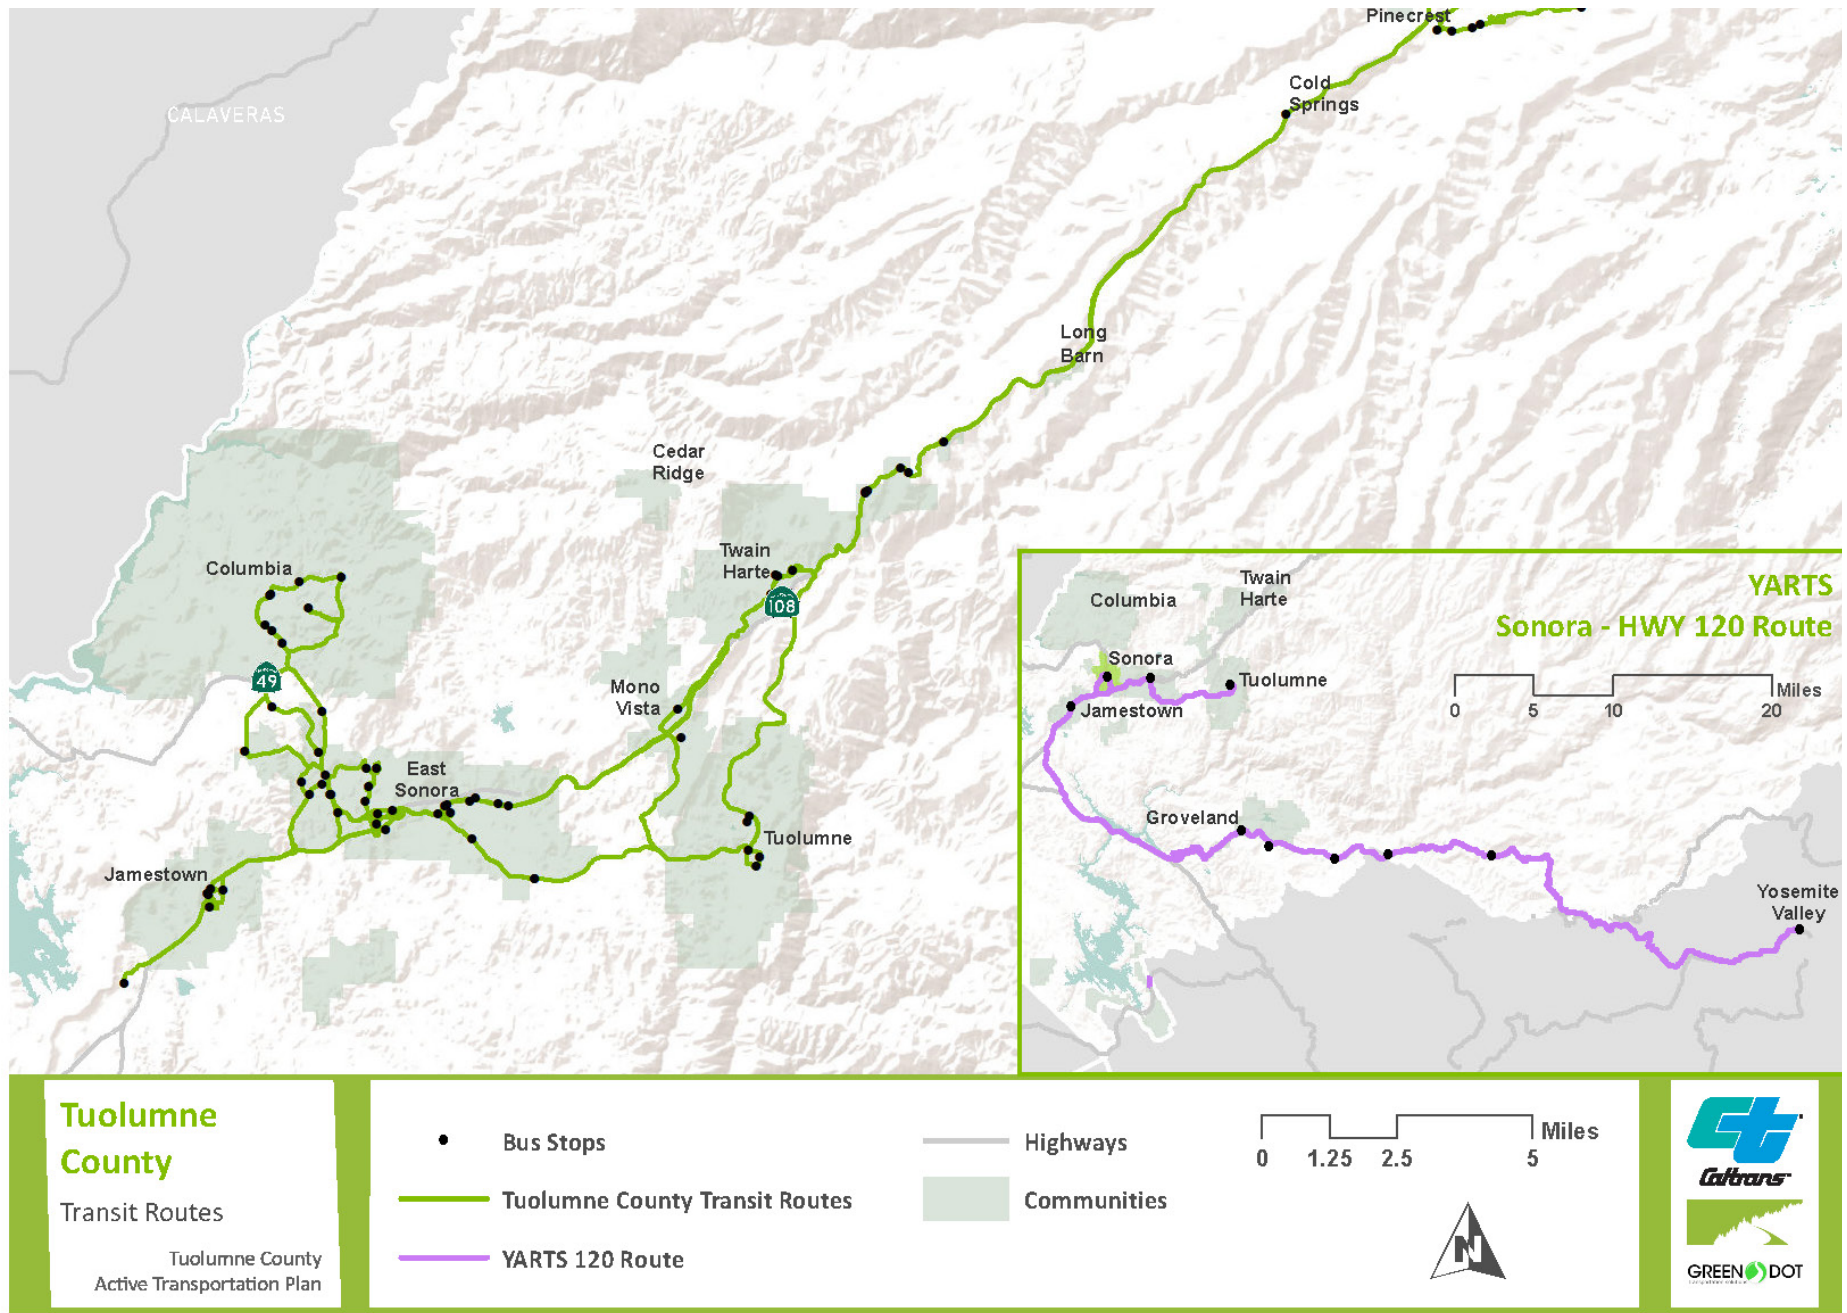 Pinecrest
Cold
Springs
CALAVERAS
Long
Barn
Cedar
Ridge
Twain
Harte
108
Columbia
49
Mono
Vista
East
Sonora
Tuolumne
Jamestown
YARTS
Sonora - HWY 120 Route
Twain
Harte
Columbia
Sonora
Tuolumne
Jamestown
Miles
0 5 10 20
Groveland
Yosemite
Valley
Tuolumne
County
Transit Routes
Tuolumne County
Active Transportation Plan
Bus Stops
Tuolumne County Transit Routes
YARTS 120 Route
Highways
Communities
Miles
0 1.25 2.5 5
N
Caltrans
GREEN DOT